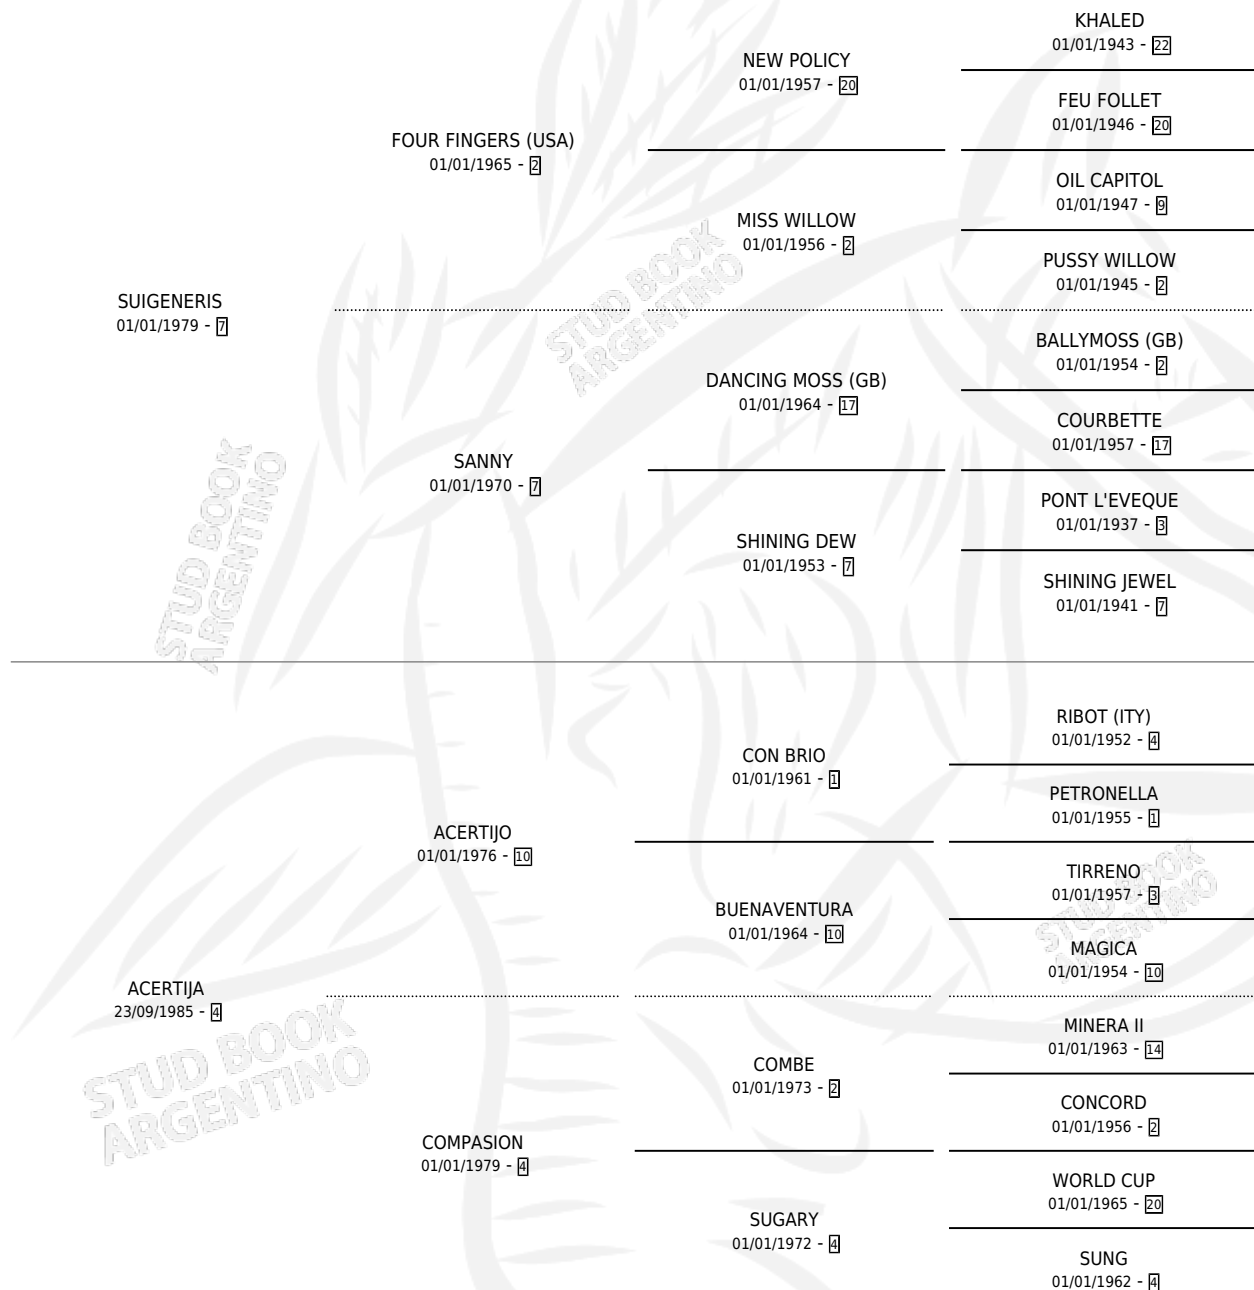 KHALED
01/01/1943 - 22
NEW POLICY
01/01/1957 - 20
FEU FOLLET
01/01/1946 - 20
FOUR FINGERS (USA)
01/01/1965 - 2
OIL CAPITOL
01/01/1947 - 9
MISS WILLOW
01/01/1956 - 2
PUSSY WILLOW
01/01/1945 - 2
SUIGENERIS
01/01/1979 - 7
STUD BOOK
ARGENTINO
BALLYMOSS (GB)
01/01/1954 - 2
DANCING MOSS (GB)
01/01/1964 - 17
COURBETTE
01/01/1957 - 17
SANNY
01/01/1970 - 7
PONT L'EVEQUE
01/01/1937 - 3
SHINING DEW
01/01/1953 - 7
SHINING JEWEL
01/01/1941 - 7
STUD BOOK
ARGENTINO
RIBOT (ITY)
01/01/1952 - 4
CON BRIO
01/01/1961 - 1
PETRONELLA
01/01/1955 - 1
ACERTIJO
01/01/1976 - 10
TIRRENO
01/01/1957 - 3
BUENAVENTURA
01/01/1964 - 10
STUD BOOK
ARGENTINO
MAGICA
01/01/1954 - 10
ACERTIJA
23/09/1985 - 4
MINERA II
01/01/1963 - 14
COMBE
01/01/1973 - 2
CONCORD
01/01/1956 - 2
STUD BOOK
ARGENTINO
COMPASION
01/01/1979 - 4
WORLD CUP
01/01/1965 - 20
SUGARY
01/01/1972 - 4
SUNG
01/01/1962 - 4